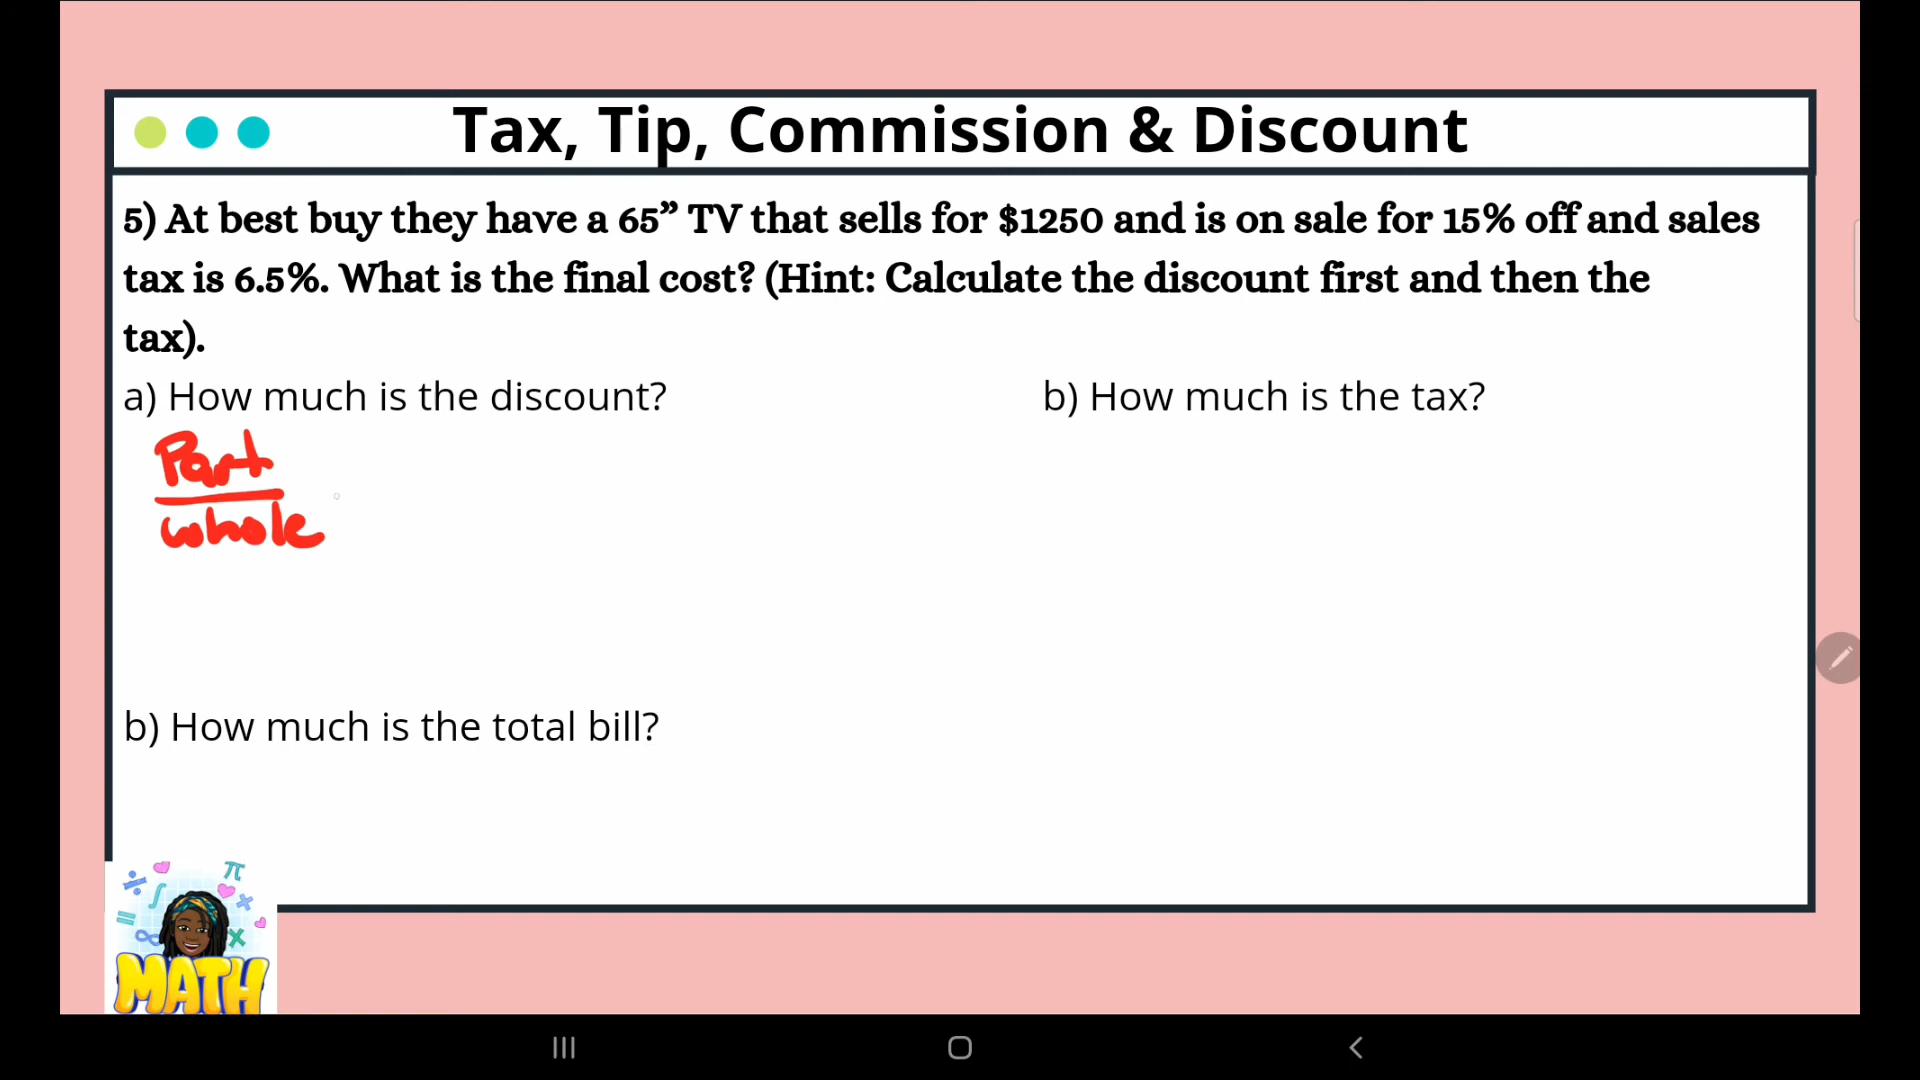 Tax, Tip, Commission & Discount
5) At best buy they have a 65” TV that sells for $1250 and is on sale for 15% off and sales
tax is 6.5%. What is the final cost? (Hint: Calculate the discount first and then the
tax).
a) How much is the discount?
b) How much is the tax?
Part
whole
b) How much is the total bill?
MATH